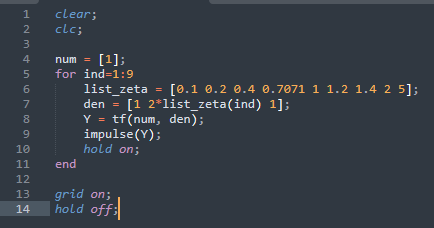 1 clear;
2 clc;
3
4 num = [1];
5 for ind=1:9
6 list_zeta = [0.1 0.2 0.4 0.7071 1 1.2 1.4 2 5];
7 den = [1 2*list_zeta(ind) 1];
8 Y = tf(num, den);
9 impulse(Y);
10 hold on;
11 end
12
13 grid on;
14 hold off;